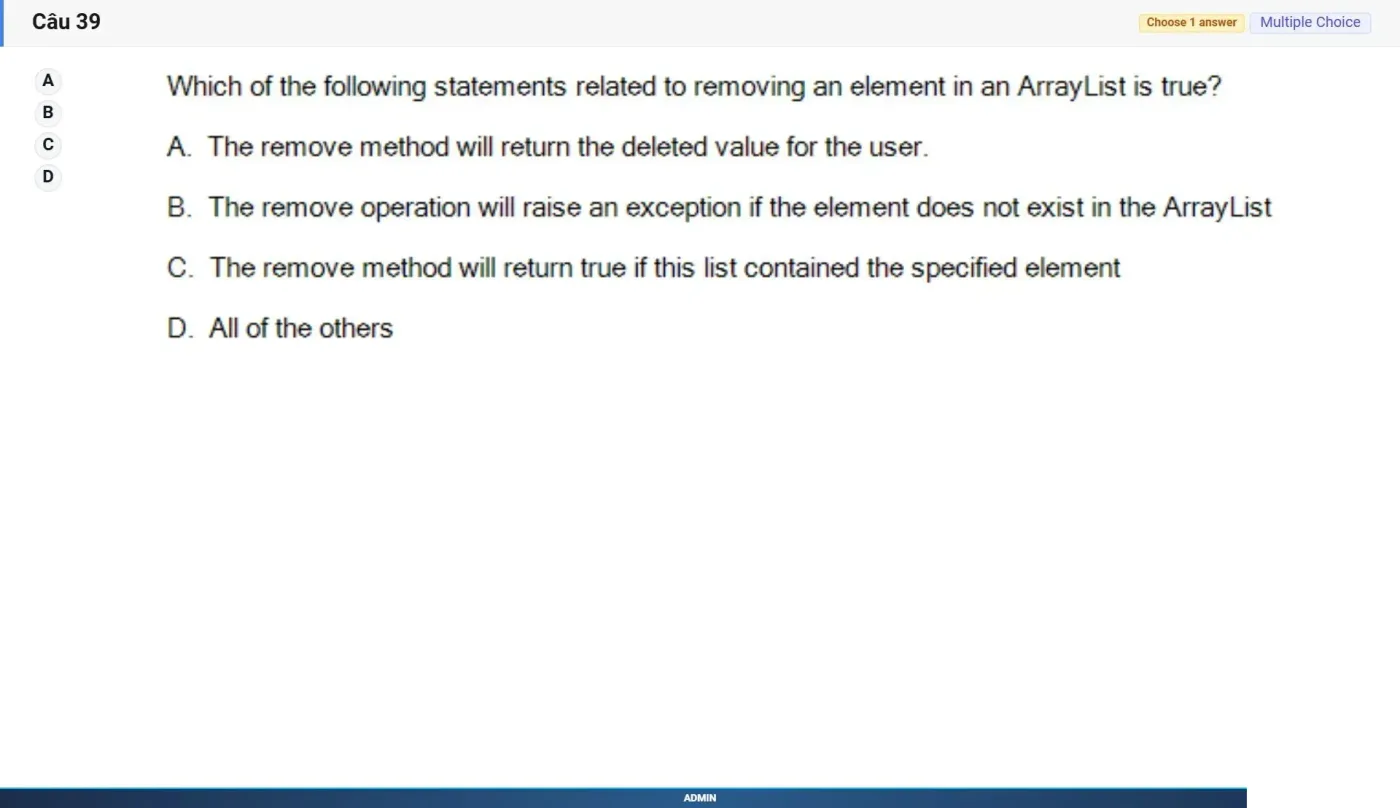 Câu 39
Choose 1 answer
Multiple Choice
A
B
C
D
Which of the following statements related to removing an element in an ArrayList is true?
A. The remove method will return the deleted value for the user.
B. The remove operation will raise an exception if the element does not exist in the ArrayList
C. The remove method will return true if this list contained the specified element
D. All of the others
ADMIN